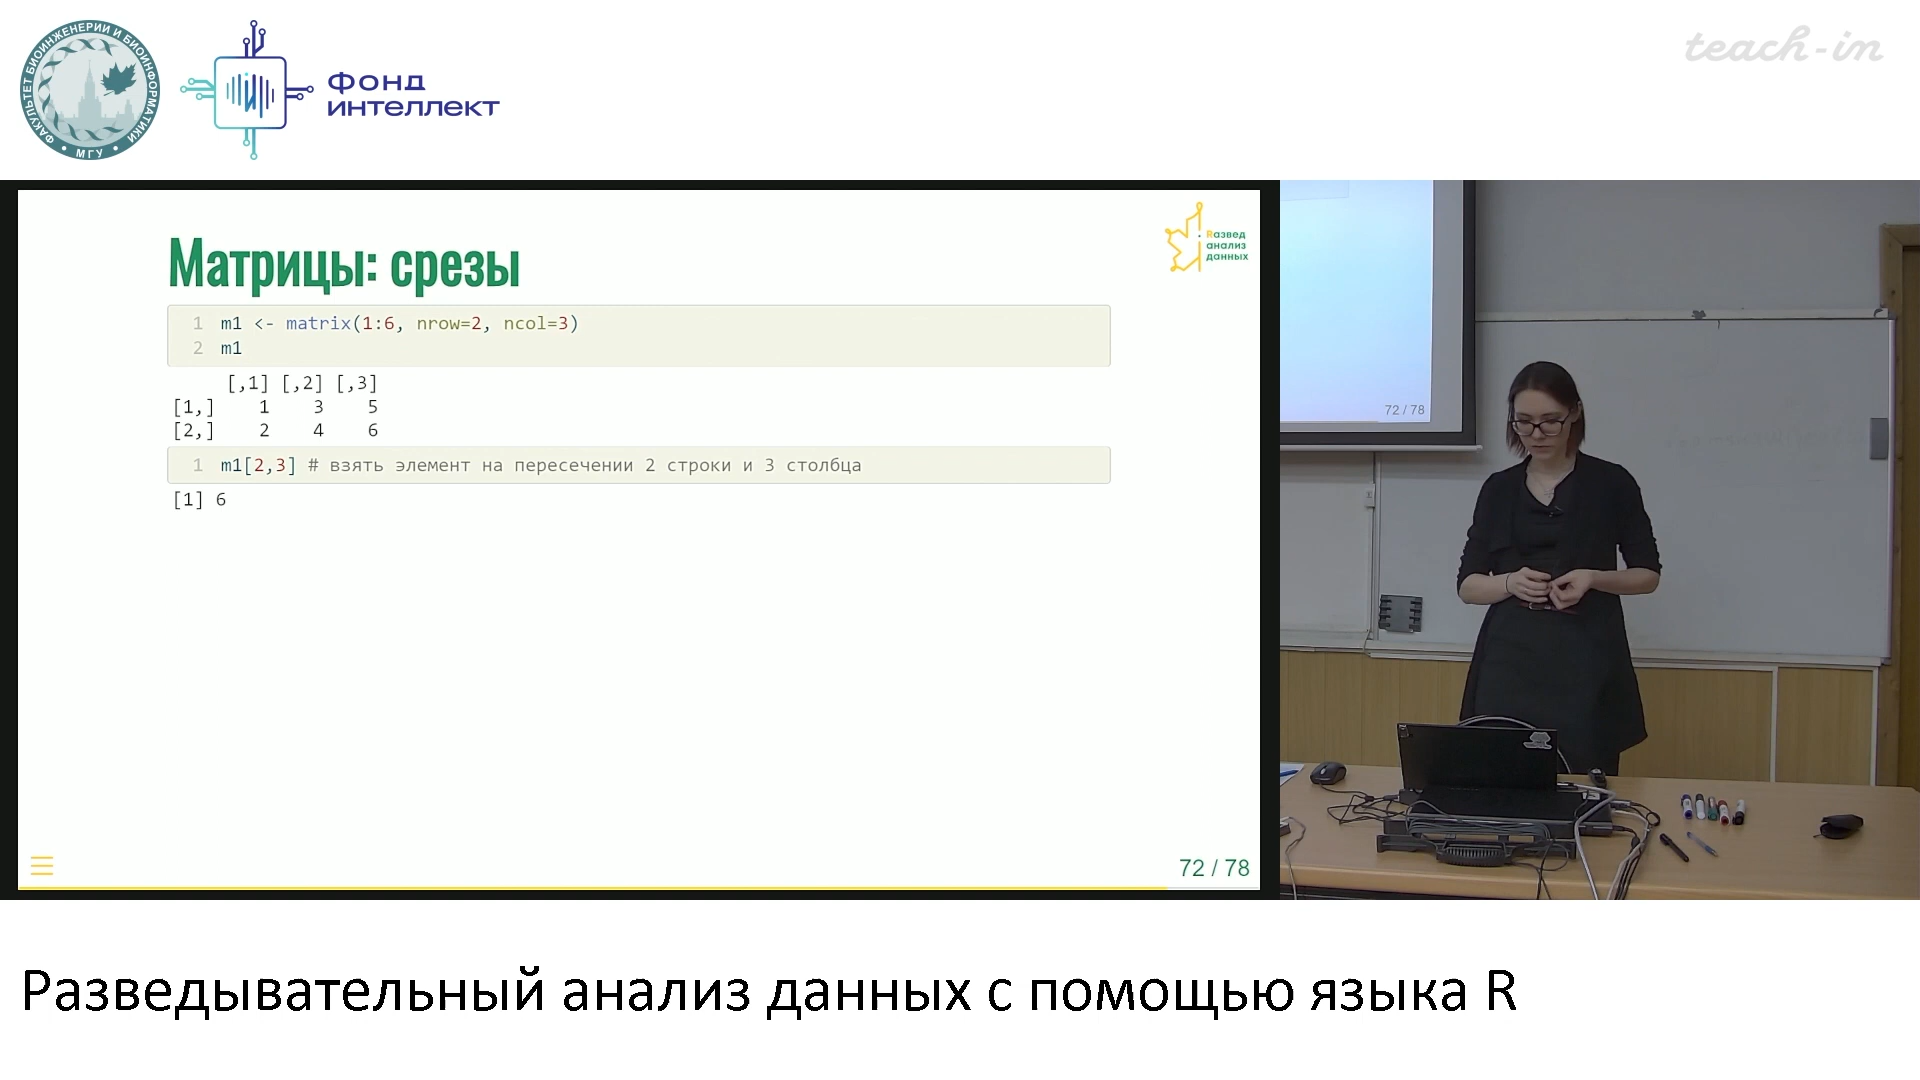 ФАКУЛЬТЕТ БИОИНЖЕНЕРИИ И БИОИНФОРМАТИКИ
• МГУ •
ФОНД
ИНТЕЛЛЕКТ
teach-in
Rазвед
анализ
данных
Матрицы: срезы
1 m1 <- matrix(1:6, nrow=2, ncol=3)
2 m1
[,1] [,2] [,3]
[1,] 1 3 5
[2,] 2 4 6
1 m1[2,3] # взять элемент на пересечении 2 строки и 3 столбца
[1] 6
72 / 78
72 / 78
Разведывательный анализ данных с помощью языка R